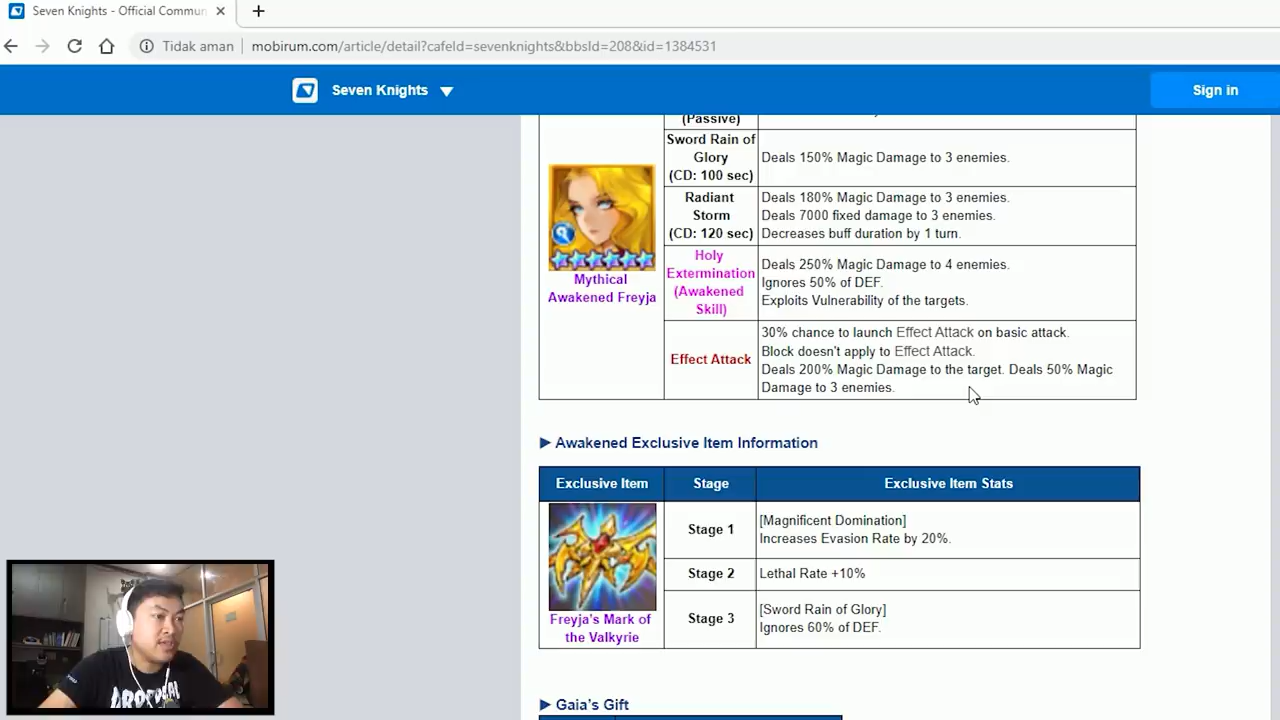 Seven Knights - Official Commun
Tidak aman
mobirum.com/article/detail?cafeId=sevenknights&bbsId=208&id=1384531
Seven Knights
Sign in
(Passive)
Sword Rain of
Glory
(CD: 100 sec)
Deals 150% Magic Damage to 3 enemies.
Radiant
Storm
(CD: 120 sec)
Deals 180% Magic Damage to 3 enemies.
Deals 7000 fixed damage to 3 enemies.
Decreases buff duration by 1 turn.
Mythical
Awakened Freyja
Holy
Extermination
(Awakened
Skill)
Deals 250% Magic Damage to 4 enemies.
Ignores 50% of DEF.
Exploits Vulnerability of the targets.
Effect Attack
30% chance to launch Effect Attack on basic attack.
Block doesn't apply to Effect Attack.
Deals 200% Magic Damage to the target. Deals 50% Magic
Damage to 3 enemies.
Awakened Exclusive Item Information
Exclusive Item
Stage
Exclusive Item Stats
Freyja's Mark of
the Valkyrie
Stage 1
[Magnificent Domination]
Increases Evasion Rate by 20%.
Stage 2
Lethal Rate +10%
Stage 3
[Sword Rain of Glory]
Ignores 60% of DEF.
Gaia's Gift